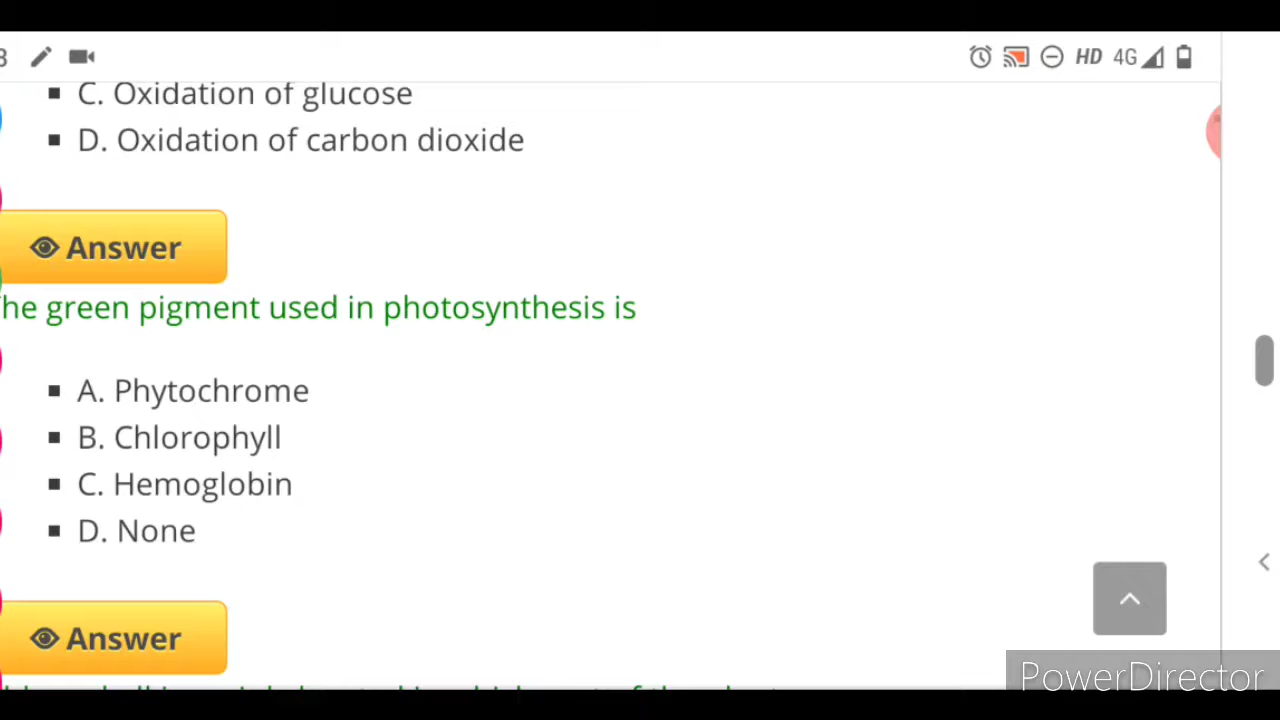 HD 4G
C. Oxidation of glucose
D. Oxidation of carbon dioxide
Answer
he green pigment used in photosynthesis is
A. Phytochrome
B. Chlorophyll
C. Hemoglobin
D. None
Answer
PowerDirector